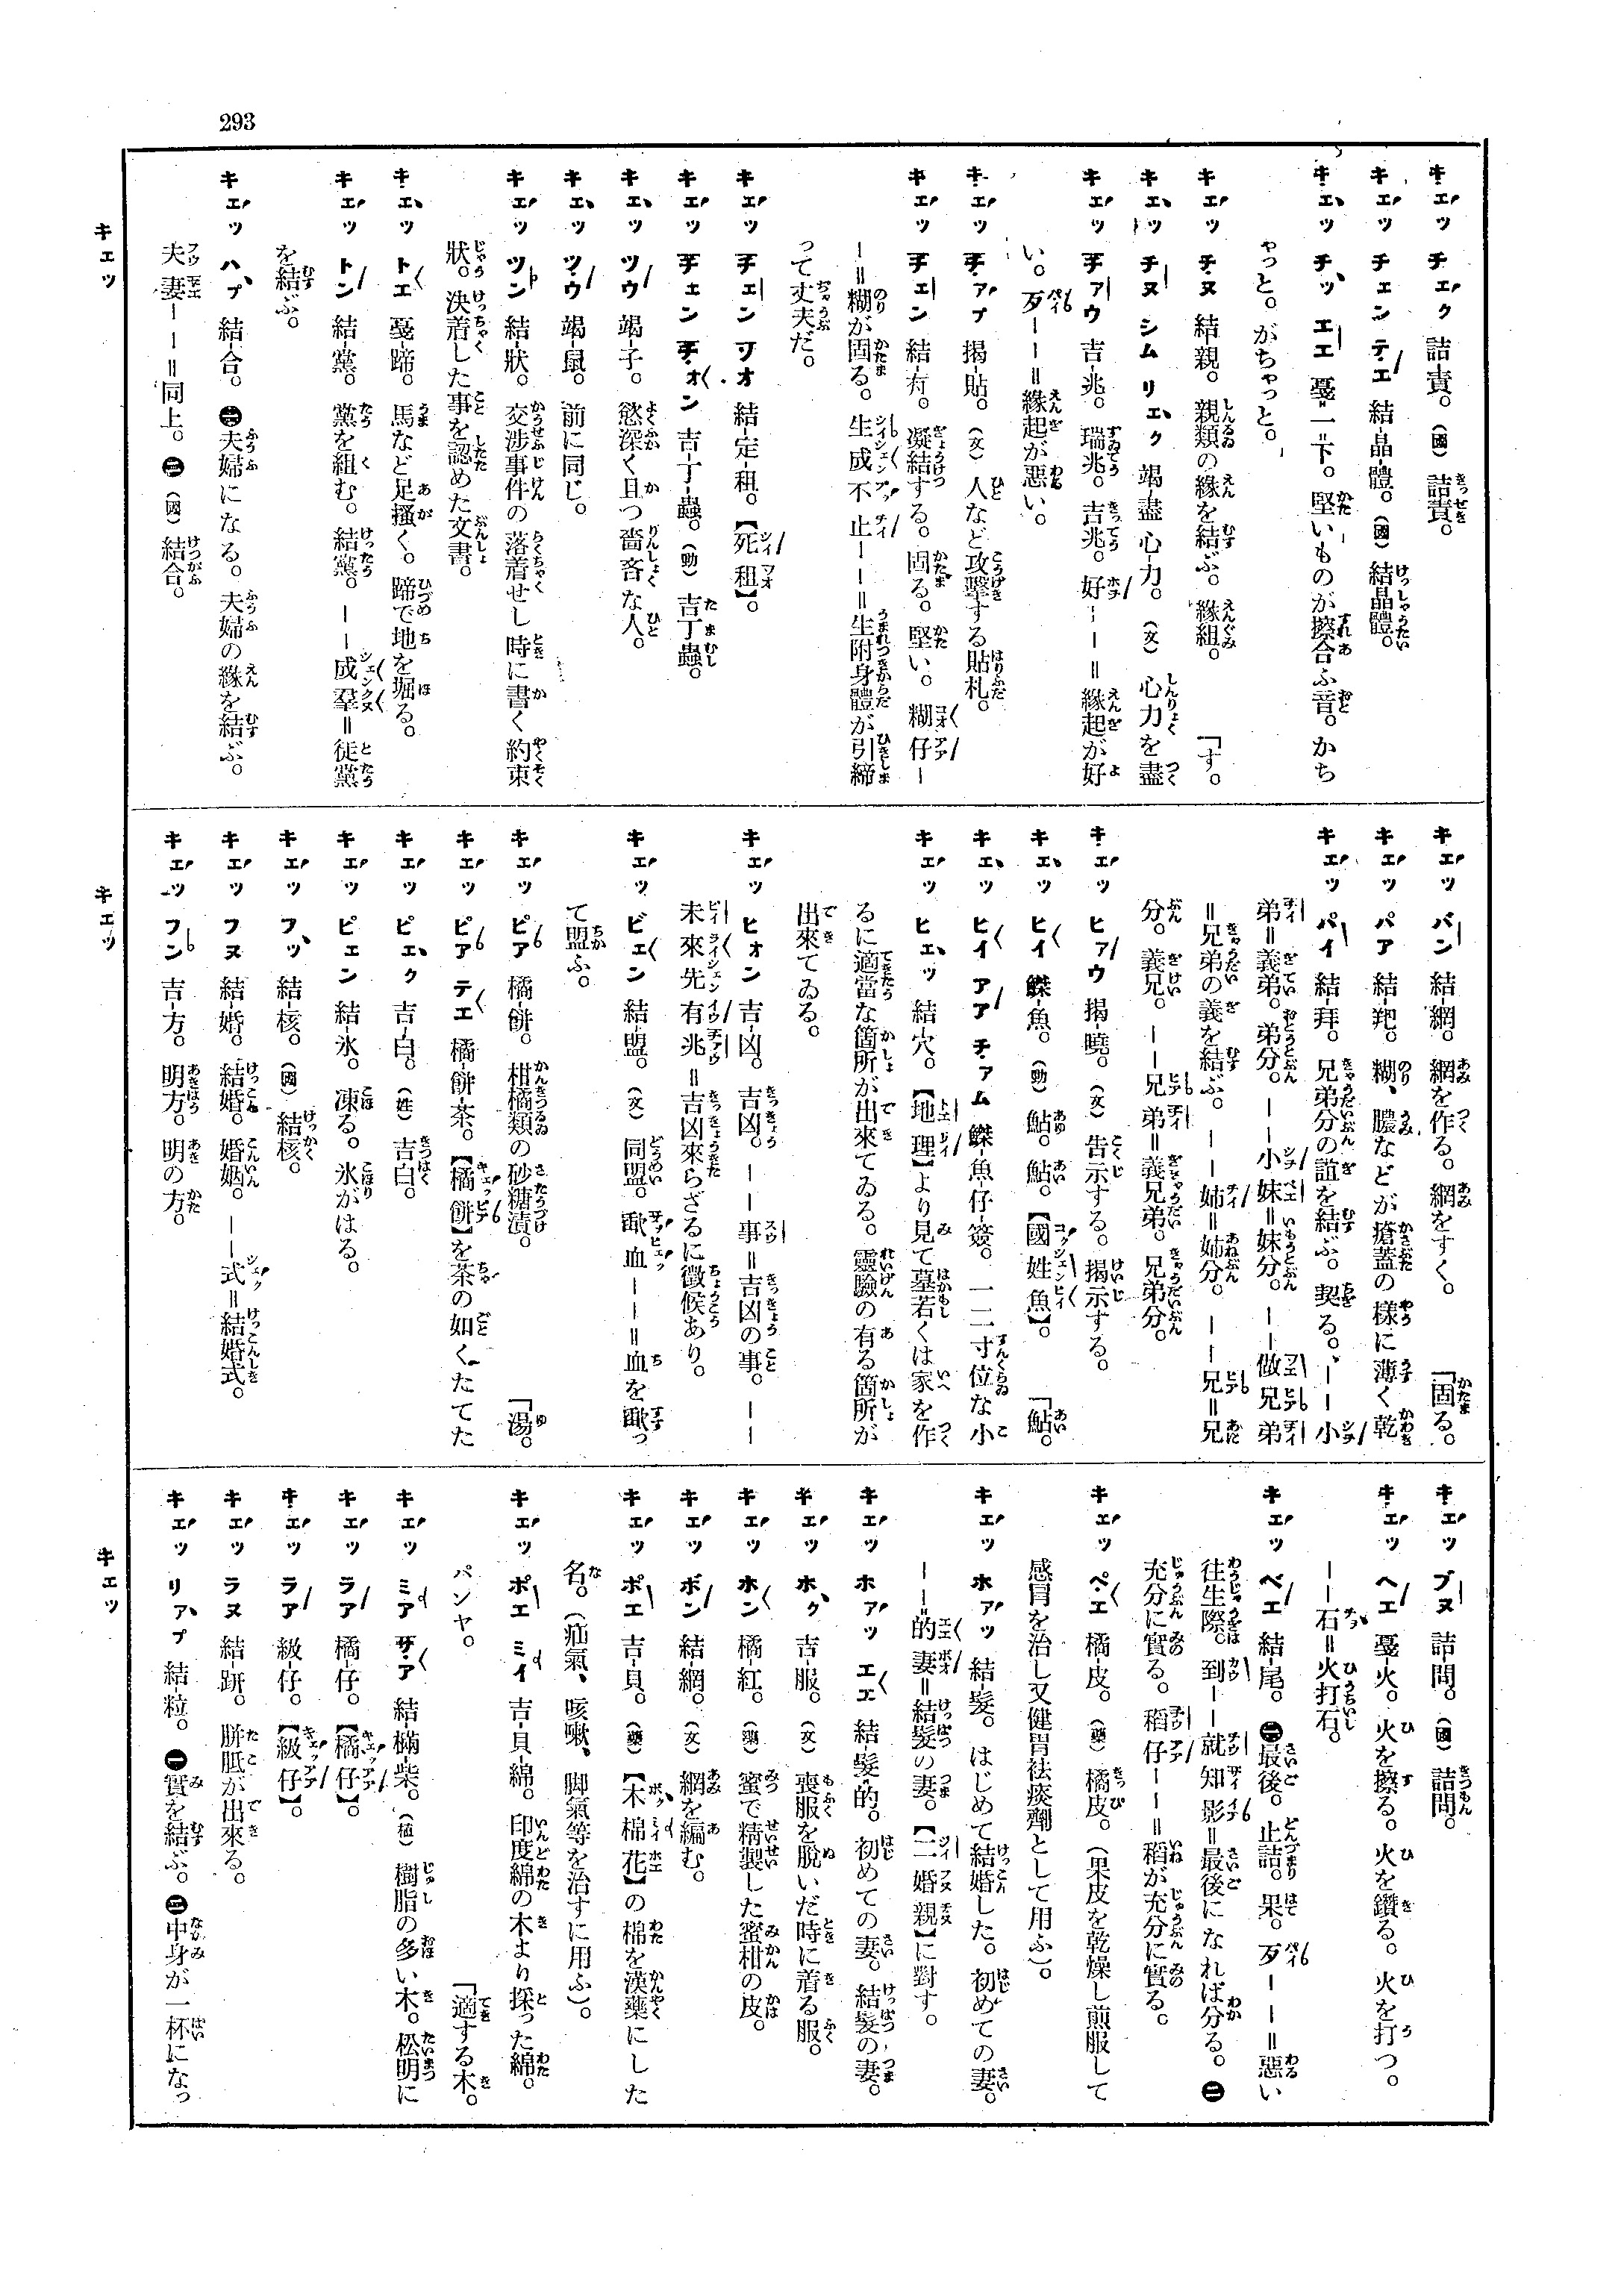 293
キエッ チエク 詰-責。(國) 詰責。
キエッ チエン テエ 結-晶-體。(國) 結晶體。
キエッ チッ エエ 戞-一-下。堅いものが擦合ふ音。かち
ゃっと。がちゃっと。
キエッ チヌ 結-親。親類の緣を結ぶ。緣組。「す。
キエッ チヌ シム リエク 竭-盡-心-力。(文) 心力を盡
キエッ チアウ 吉-兆。瑞兆。吉兆。好ーー=緣起が好
い。歹ーー=緣起が惡い。
キエッ チアプ 揭-貼。(文) 人など攻擊する貼札。
キエッ チエン 結-冇。凝結する。固る。堅い。糊仔ー
ー=糊が固る。生成不止ーー=生附身體が引締
って丈夫だ。
キエッ チエン ツオ 結-定-租。【死租】。
キエッ チエン チオン 吉-丁-蟲。(動) 吉丁蟲。
キエッ ツウ 竭-子。慾深く且つ嗇吝な人。
キエッ ツウ 竭-鼠。前に同じ。
キエッ ツン 結-狀。交涉事件の落着せし時に書く約束
狀。決着した事を認めた文書。
キエッ トエ 戞-蹄。馬など足搔く。蹄で地を堀る。
キエッ トン 結-黨。黨を組む。結黨。ーー成羣=徒黨
を結ぶ。
キエッ ハプ 結-合。㊁夫婦になる。夫婦の緣を結ぶ。
夫妻ーー=同上。㊂(國) 結合。
キエッ バン 結-網。網を作る。網をすく。「固る。
キエッ パア 結-粑。糊、膿などが瘡蓋の樣に薄く乾
キエッ パイ 結-拜。兄弟分の誼を結ぶ。契る。ーー小
弟=義弟。弟分。ーー小妹=妹分。ーー做兄弟
=兄弟の義を結ぶ。ーー姉=姉分。ーー兄=兄
分。義兄。ーー兄弟=義兄弟。兄弟分。
キエッ ヒアウ 揭-曉。(文) 吿示する。揭示する。
キエッ ヒイ 鱖-魚。(動) 鮎。鮎。【國姓魚】。「鮎。
キエッ ヒイ アア チアム 鱖-魚-仔-簽。一二寸位な小
キエッ ヒエッ 結-穴。【地理】より見て墓若くは家を作
るに適當な箇所が出來てゐる。靈驗の有る箇所が
出來てゐる。
キエッ ヒオン 吉-凶。吉凶。ーー事=吉凶の事。ーー
未來先有兆=吉凶來らざるに徵候あり。
キエッ ビエン 結-盟。(文) 同盟。歃血ーー=血を歃っ
て盟ふ。
キエッ ピア 橘-餅。柑橘類の砂糖漬。「湯。
キエッ ピア テエ 橘-餅-茶。【橘餅】を茶の如くたてた
キエッ ピエク 吉-白。(姓) 吉白。
キエッ ピエン 結-氷。凍る。氷がはる。
キエッ フッ 結-核。(國) 結核。
キエッ フヌ 結-婚。結婚。婚姻。ーー式=結婚式。
キエッ フン 吉-方。明方。明の方。
キエッ ブヌ 詰-問。(國) 詰問。
キエッ ヘエ 戞-火。火を擦る。火を鑽る。火を打つ。
ーー石=火打石。
キエッ ベエ 結-尾。㊀最後。止詰。果。歹ーー=惡い
往生際。到ー就知影=最後になれば分る。㊁
充分に實る。稻仔ーー=稻が充分に實る。
キエッ ペエ 橘-皮。(藥) 橘皮。(果皮を乾燥し煎服して
感冒を治し又健胃祛痰劑として用ふ)。
キエッ ホアッ 結-髮。はじめて結婚した。初めての妻。
ーー的妻=結髮の妻。【二婚親】に對す。
キエッ ホアッ エエ 結-髮-的。初めての妻。結髮の妻。
キエッ ホク 吉-服。(文) 喪服を脫いだ時に着る服。
キエッ ホン 橘-紅。(藥) 蜜で精製した蜜柑の皮。
キエッ ボン 結-網。(文) 網を編む。
キエッ ポエ 吉-貝。(藥) 【木棉花】の棉を漢藥にした
名。(疝氣、咳嗽、脚氣等を治すに用ふ)。
キエッ ポエ ミイ 吉-貝-綿。印度綿の木より採った綿。
パンヤ。「適する木。
キエッ ミア ザア 結-柴。(植) 樹脂の多い木。松明に
キエッ ラア 橘-仔。【橘仔】。
キエッ ラア 級-仔。【級仔】。
キエッ ラヌ 結-趼。胼胝が出來る。
キエッ リアプ 結-粒。㊀實を結ぶ。㊁中身が一杯になっ
キエッ
キエッ
キエッ